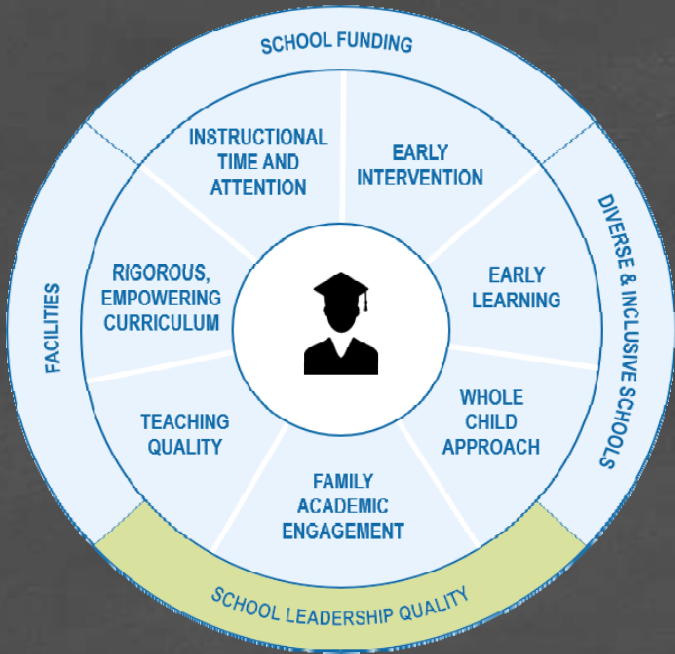 SCHOOL FUNDING
INSTRUCTIONAL
TIME AND
ATTENTION
EARLY
INTERVENTION
DIVERSE & INCLUSIVE SCHOOLS
RIGOROUS,
EMPOWERING
CURRICULUM
EARLY
LEARNING
FACILITIES
TEACHING
QUALITY
WHOLE
CHILD
APPROACH
FAMILY
ACADEMIC
ENGAGEMENT
SCHOOL LEADERSHIP QUALITY